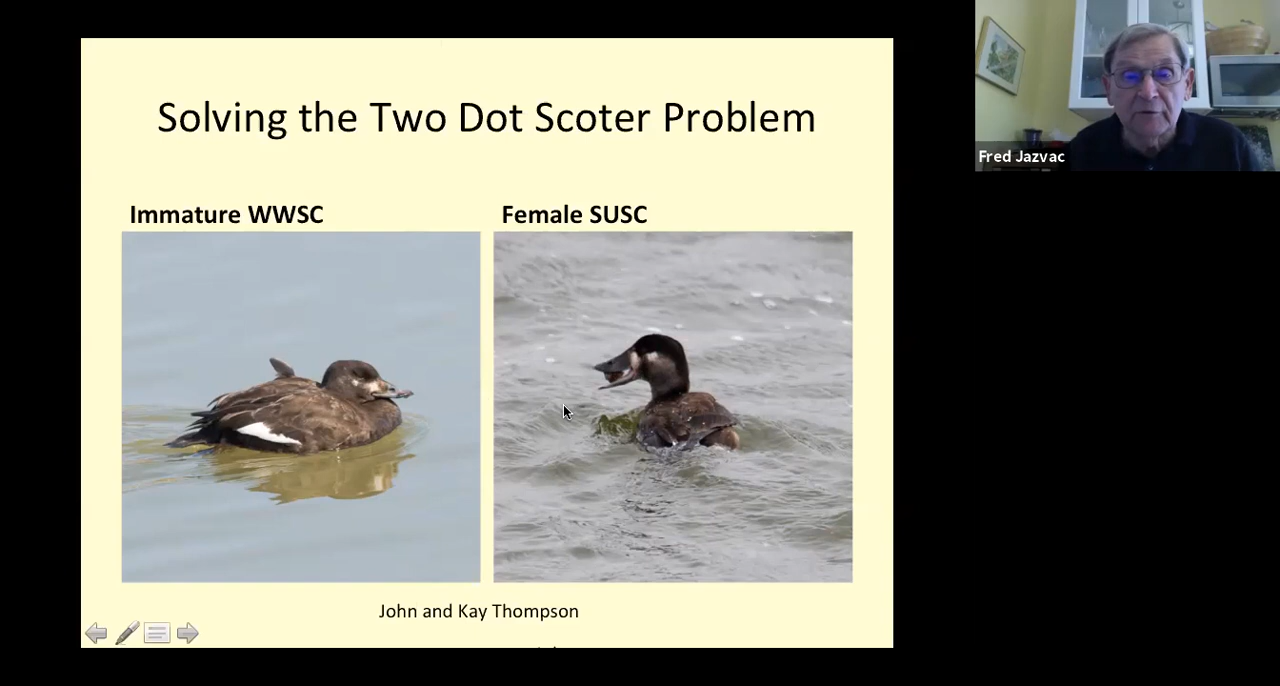 Solving the Two Dot Scoter Problem
Immature WWSC
Female SUSC
John and Kay Thompson
Fred Jazvac